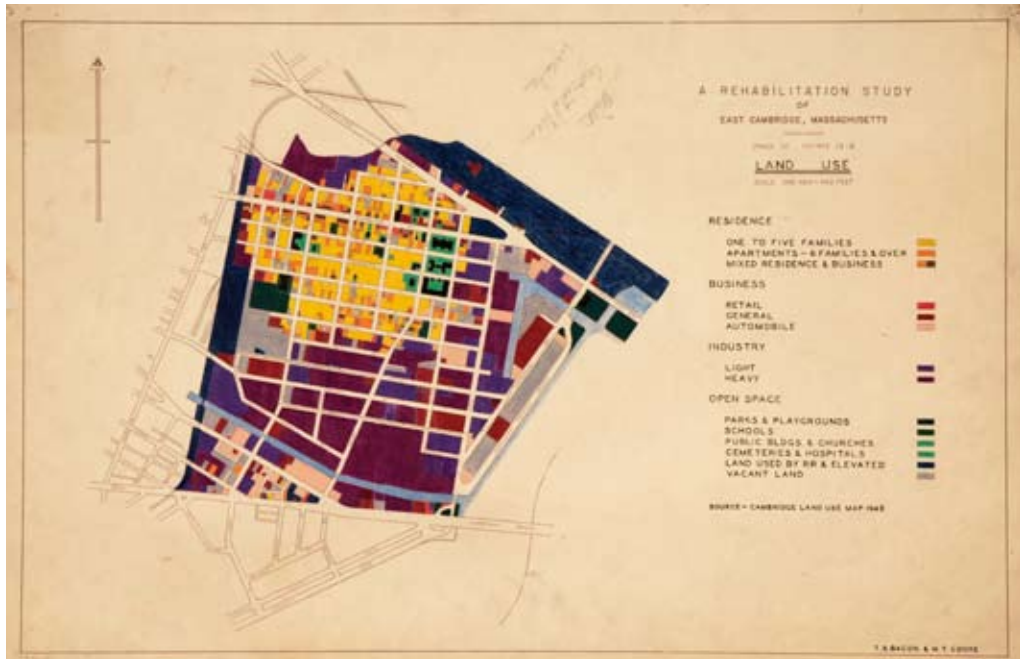 A REHABILITATION STUDY
OF
EAST CAMBRIDGE, MASSACHUSETTS
LAND USE
RESIDENCE
ONE TO FIVE FAMILIES
APARTMENTS - 6 FAMILIES & OVER
MIXED RESIDENCE & BUSINESS
BUSINESS
RETAIL
GENERAL
AUTOMOBILE
INDUSTRY
LIGHT
HEAVY
OPEN SPACE
PARKS & PLAYGROUNDS
SCHOOLS
PUBLIC BLDGS & CHURCHES
CEMETERIES & HOSPITALS
LAND USED BY RR & ELEVATED
VACANT LAND
SOURCE - CAMBRIDGE LAND USE MAP
BACON & M. T.